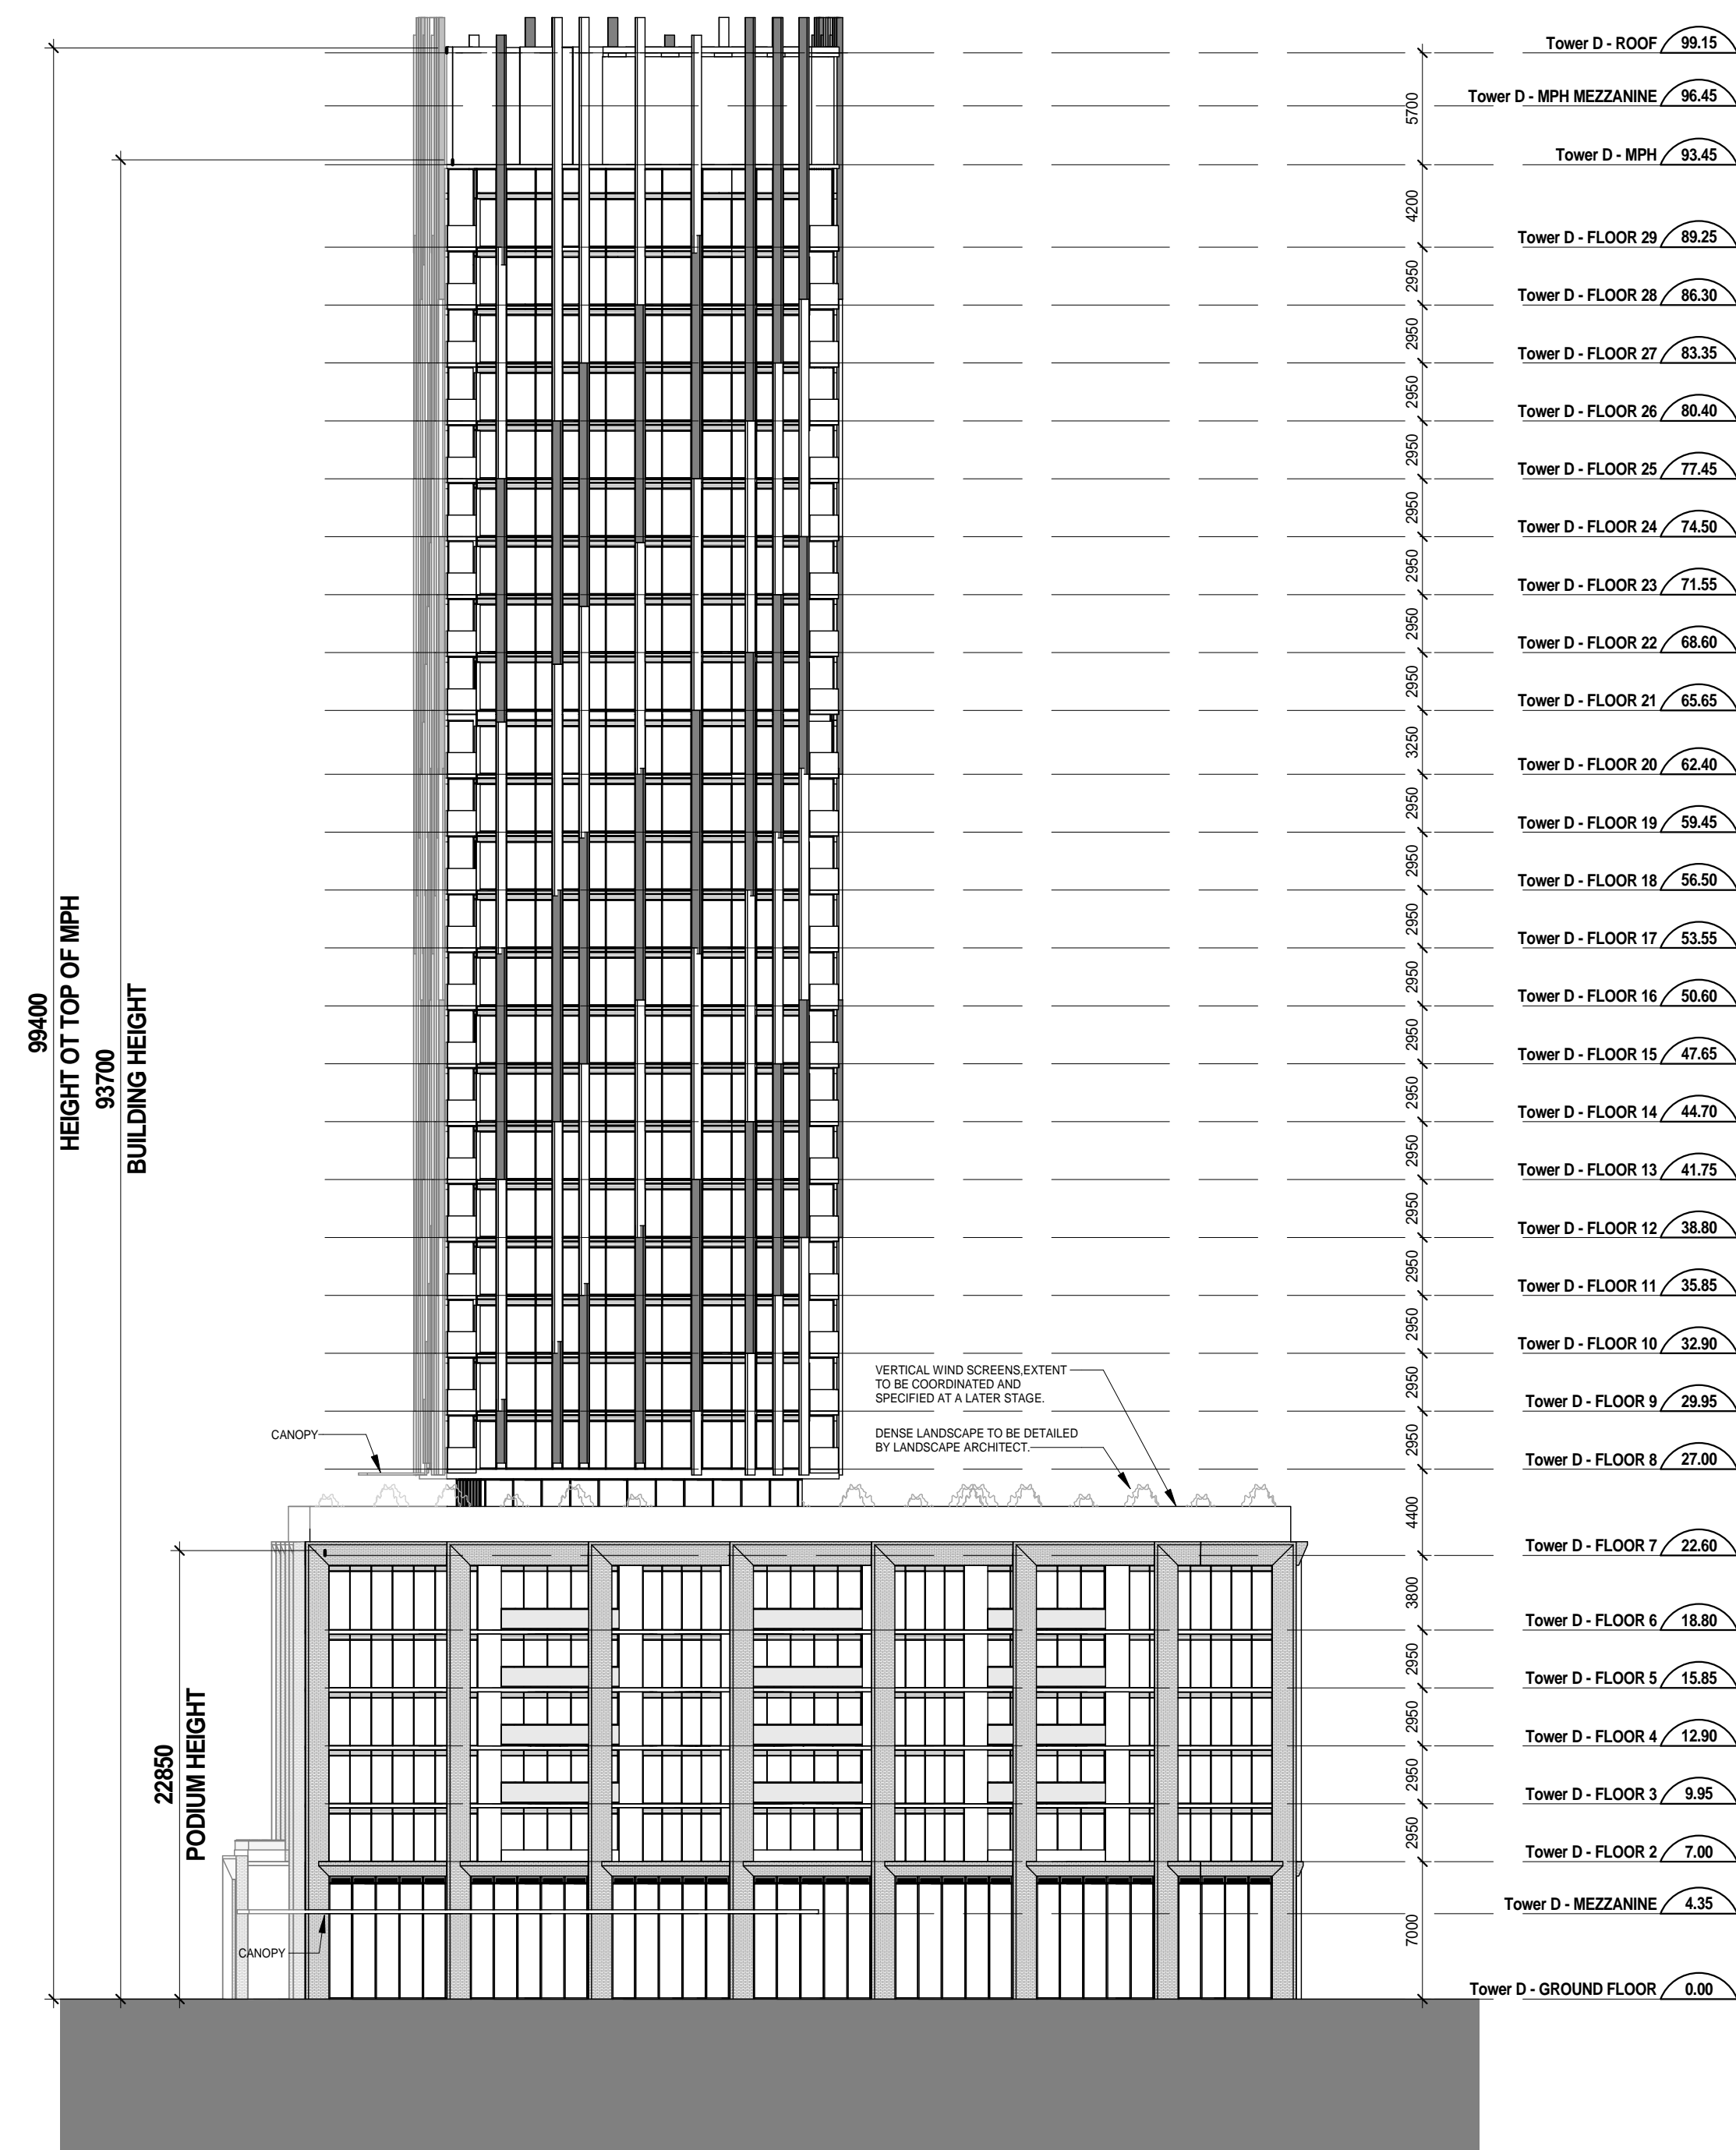 Tower D - ROOF 99.15
Tower D - MPH MEZZANINE 96.45
5700
Tower D - MPH 93.45
4200
Tower D - FLOOR 29 89.25
2950
Tower D - FLOOR 28 86.30
2950
Tower D - FLOOR 27 83.35
2950
Tower D - FLOOR 26 80.40
2950
Tower D - FLOOR 25 77.45
2950
Tower D - FLOOR 24 74.50
2950
Tower D - FLOOR 23 71.55
2950
Tower D - FLOOR 22 68.60
2950
Tower D - FLOOR 21 65.65
3250
Tower D - FLOOR 20 62.40
2950
Tower D - FLOOR 19 59.45
2950
Tower D - FLOOR 18 56.50
2950
Tower D - FLOOR 17 53.55
2950
Tower D - FLOOR 16 50.60
2950
Tower D - FLOOR 15 47.65
2950
Tower D - FLOOR 14 44.70
2950
Tower D - FLOOR 13 41.75
2950
Tower D - FLOOR 12 38.80
2950
Tower D - FLOOR 11 35.85
2950
Tower D - FLOOR 10 32.90
2950
Tower D - FLOOR 9 29.95
2950
Tower D - FLOOR 8 27.00
4400
Tower D - FLOOR 7 22.60
3800
Tower D - FLOOR 6 18.80
2950
Tower D - FLOOR 5 15.85
2950
Tower D - FLOOR 4 12.90
2950
Tower D - FLOOR 3 9.95
2950
Tower D - FLOOR 2 7.00
Tower D - MEZZANINE 4.35
7000
Tower D - GROUND FLOOR 0.00
99400
HEIGHT OT TOP OF MPH
93700
BUILDING HEIGHT
22850
PODIUM HEIGHT
VERTICAL WIND SCREENS,EXTENT
TO BE COORDINATED AND
SPECIFIED AT A LATER STAGE.
DENSE LANDSCAPE TO BE DETAILED
BY LANDSCAPE ARCHITECT.
CANOPY
CANOPY